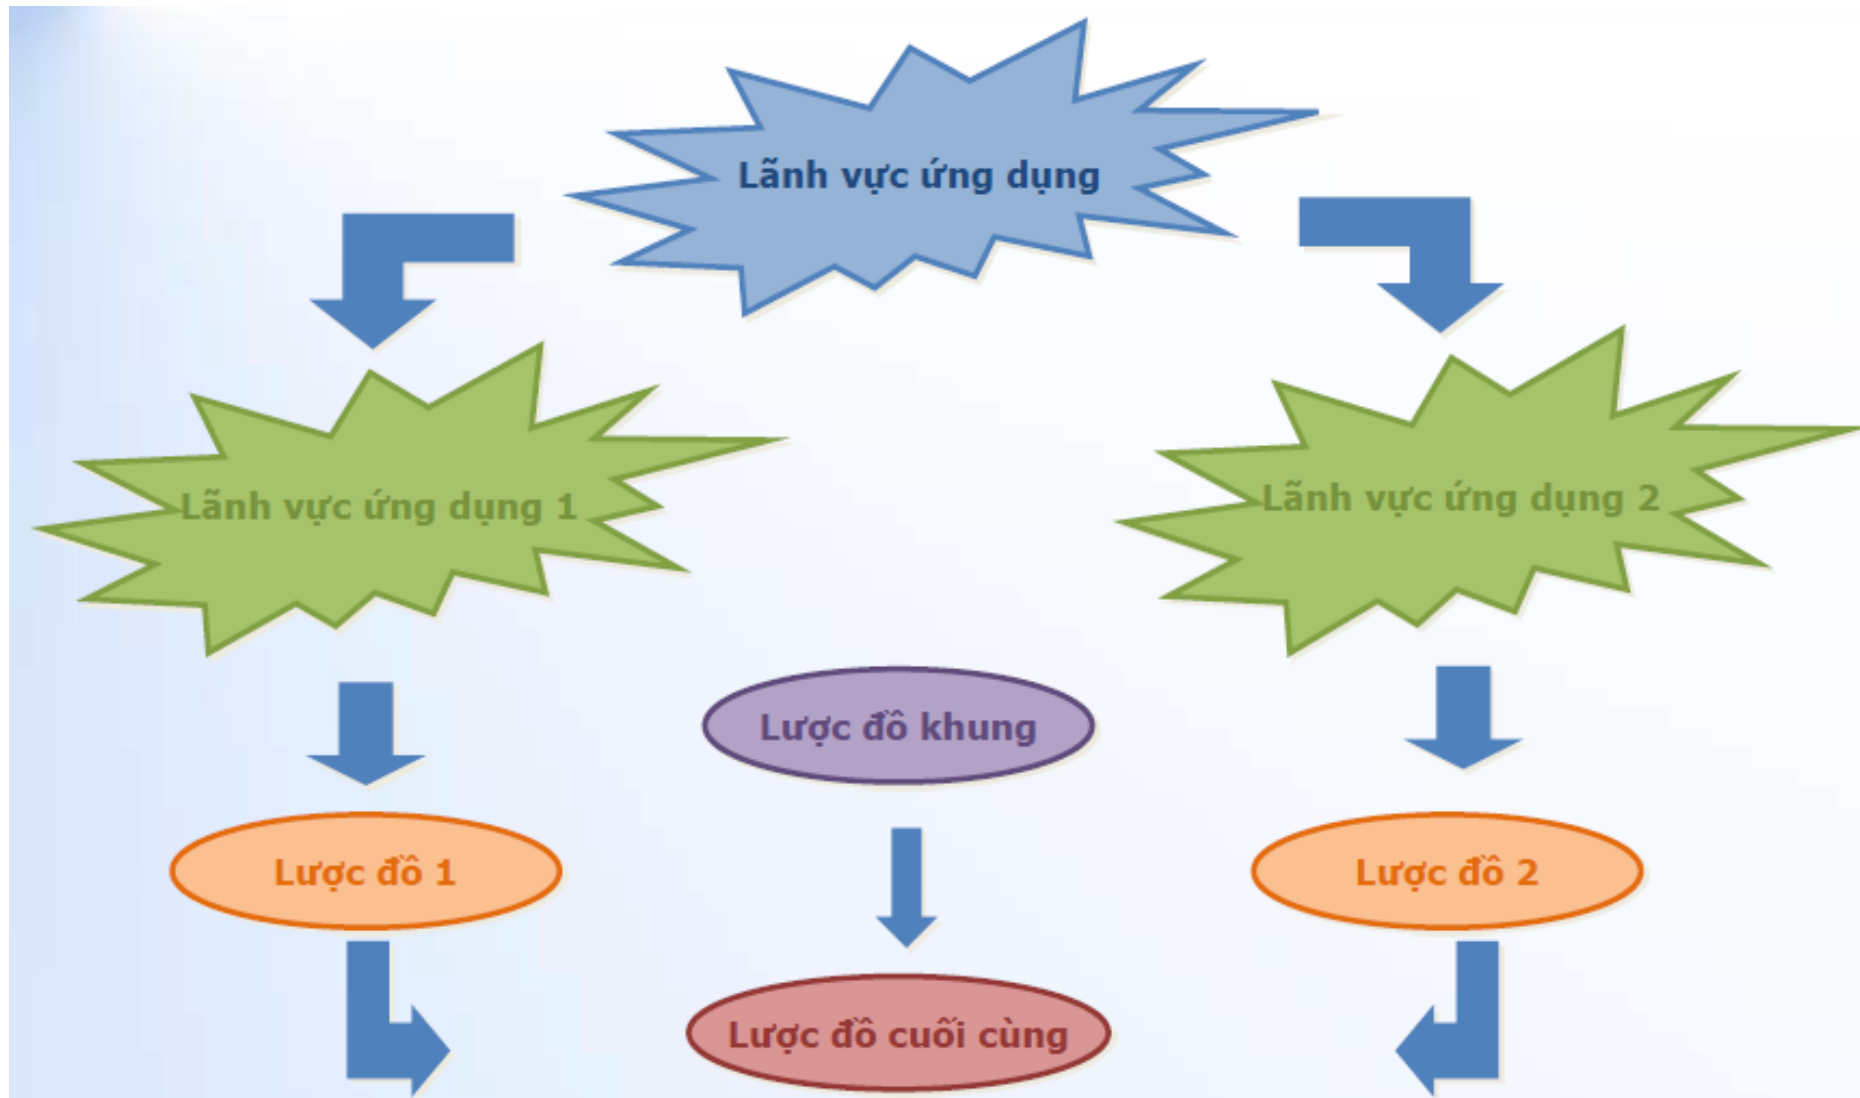 Lãnh vực ứng dụng
Lãnh vực ứng dụng 1
Lãnh vực ứng dụng 2
Lược đồ khung
Lược đồ 1
Lược đồ 2
Lược đồ cuối cùng